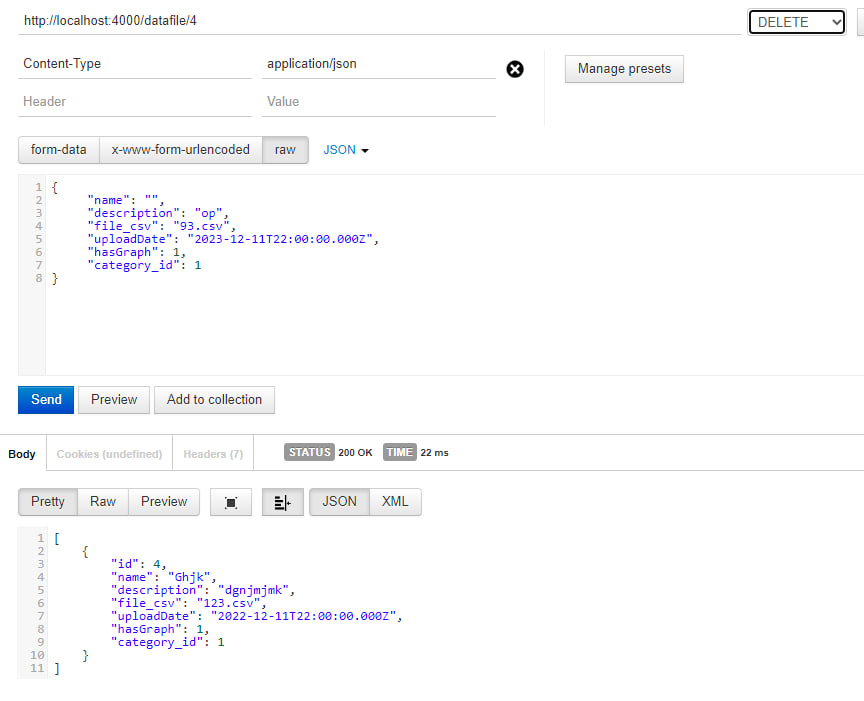 http://localhost:4000/datafile/4 DELETE
Content-Type application/json Manage presets
Header Value
form-data x-www-form-urlencoded raw JSON
1 {
2 "name": "",
3 "description": "op",
4 "file_csv": "93.csv",
5 "uploadDate": "2023-12-11T22:00:00.000Z",
6 "hasGraph": 1,
7 "category_id": 1
8 }
Send Preview Add to collection
Body Cookies (undefined) Headers (7) STATUS 200 OK TIME 22 ms
Pretty Raw Preview JSON XML
1 [
2 {
3 "id": 4,
4 "name": "Ghjk",
5 "description": "dgnjmjmk",
6 "file_csv": "123.csv",
7 "uploadDate": "2022-12-11T22:00:00.000Z",
8 "hasGraph": 1,
9 "category_id": 1
10 }
11 ]